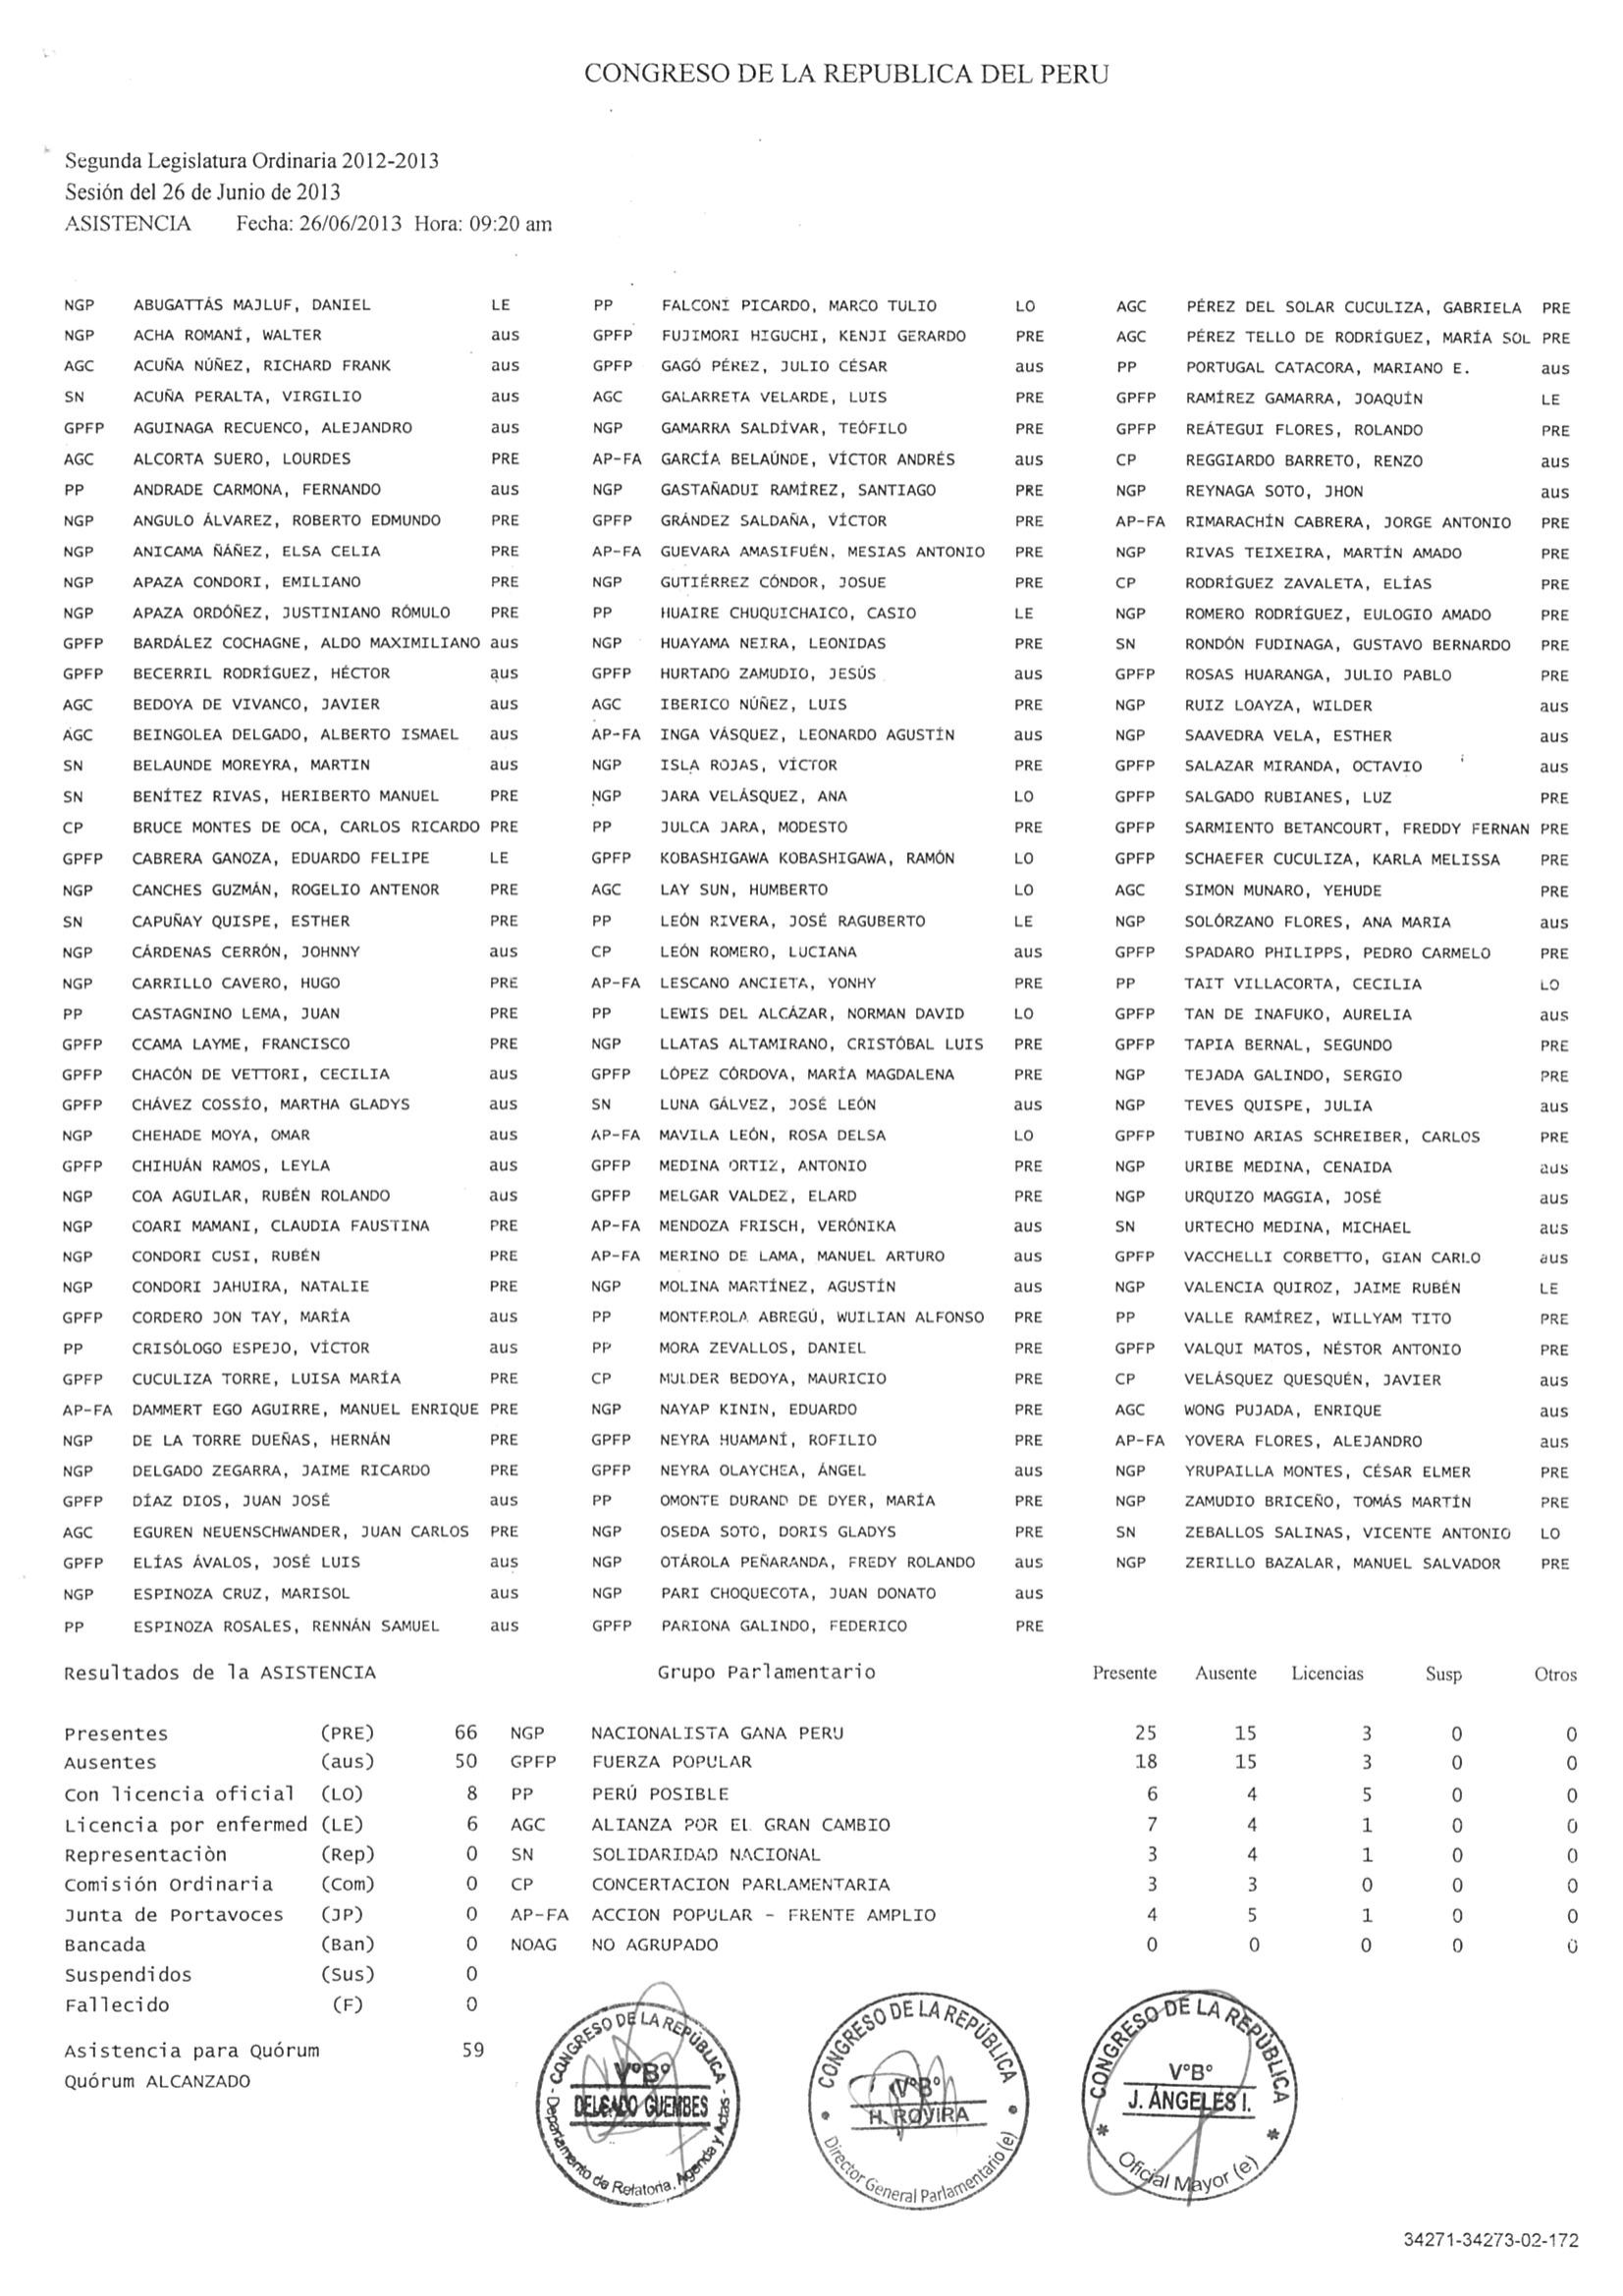 CONGRESO DE LA REPUBLICA DEL PERU
Segunda Legislatura Ordinaria 2012-2013
Sesión del 26 de Junio de 2013
ASISTENCIA Fecha: 26/06/2013 Hora: 09:20 am
NGP ABUGATTÁS MAJLUF, DANIEL LE
NGP ACHA ROMANÍ, WALTER aus
AGC ACUÑA NÚÑEZ, RICHARD FRANK aus
SN ACUÑA PERALTA, VIRGILIO aus
GPFP AGUINAGA RECUENCO, ALEJANDRO aus
AGC ALCORTA SUERO, LOURDES PRE
PP ANDRADE CARMONA, FERNANDO aus
NGP ANGULO ÁLVAREZ, ROBERTO EDMUNDO PRE
NGP ANICAMA ÑÁÑEZ, ELSA CELIA PRE
NGP APAZA CONDORI, EMILIANO PRE
NGP APAZA ORDÓÑEZ, JUSTINIANO RÓMULO PRE
GPFP BARDÁLEZ COCHAGNE, ALDO MAXIMILIANO aus
GPFP BECERRIL RODRÍGUEZ, HÉCTOR aus
AGC BEDOYA DE VIVANCO, JAVIER aus
AGC BEINGOLEA DELGADO, ALBERTO ISMAEL aus
SN BELAUNDE MOREYRA, MARTIN aus
SN BENÍTEZ RIVAS, HERIBERTO MANUEL PRE
CP BRUCE MONTES DE OCA, CARLOS RICARDO PRE
GPFP CABRERA GANOZA, EDUARDO FELIPE LE
NGP CANCHES GUZMÁN, ROGELIO ANTENOR PRE
SN CAPUÑAY QUISPE, ESTHER PRE
NGP CÁRDENAS CERRÓN, JOHNNY aus
NGP CARRILLO CAVERO, HUGO PRE
PP CASTAGNINO LEMA, JUAN PRE
GPFP CCAMA LAYME, FRANCISCO PRE
GPFP CHACÓN DE VETTORI, CECILIA aus
GPFP CHÁVEZ COSSÍO, MARTHA GLADYS aus
NGP CHEHADE MOYA, OMAR aus
GPFP CHIHUÁN RAMOS, LEYLA aus
NGP COA AGUILAR, RUBÉN ROLANDO aus
NGP COARI MAMANI, CLAUDIA FAUSTINA PRE
NGP CONDORI CUSI, RUBÉN PRE
NGP CONDORI JAHUIRA, NATALIE PRE
GPFP CORDERO JON TAY, MARÍA aus
PP CRISÓLOGO ESPEJO, VÍCTOR aus
GPFP CUCULIZA TORRE, LUISA MARÍA PRE
AP-FA DAMMERT EGO AGUIRRE, MANUEL ENRIQUE PRE
NGP DE LA TORRE DUEÑAS, HERNÁN PRE
NGP DELGADO ZEGARRA, JAIME RICARDO PRE
GPFP DÍAZ DIOS, JUAN JOSÉ aus
AGC EGUREN NEUENSCHWANDER, JUAN CARLOS PRE
GPFP ELÍAS ÁVALOS, JOSÉ LUIS aus
NGP ESPINOZA CRUZ, MARISOL aus
PP ESPINOZA ROSALES, RENNÁN SAMUEL aus
PP FALCONI PICARDO, MARCO TULIO LO
GPFP FUJIMORI HIGUCHI, KENJI GERARDO PRE
GPFP GAGÓ PÉREZ, JULIO CÉSAR aus
AGC GALARRETA VELARDE, LUIS PRE
NGP GAMARRA SALDÍVAR, TEÓFILO PRE
AP-FA GARCÍA BELAÚNDE, VÍCTOR ANDRÉS aus
NGP GASTAÑADUI RAMÍREZ, SANTIAGO PRE
GPFP GRÁNDEZ SALDAÑA, VÍCTOR PRE
AP-FA GUEVARA AMASIFUÉN, MESIAS ANTONIO PRE
NGP GUTIÉRREZ CÓNDOR, JOSUE PRE
PP HUAIRE CHUQUICHAICO, CASIO LE
NGP HUAYAMA NEIRA, LEONIDAS PRE
GPFP HURTADO ZAMUDIO, JESÚS aus
AGC IBERICO NÚÑEZ, LUIS PRE
AP-FA INGA VÁSQUEZ, LEONARDO AGUSTÍN aus
NGP ISLA ROJAS, VÍCTOR PRE
NGP JARA VELÁSQUEZ, ANA LO
PP JULCA JARA, MODESTO PRE
GPFP KOBASHIGAWA KOBASHIGAWA, RAMÓN LO
AGC LAY SUN, HUMBERTO LO
PP LEÓN RIVERA, JOSÉ RAGUBERTO LE
CP LEÓN ROMERO, LUCIANA aus
AP-FA LESCANO ANCIETA, YONHY PRE
PP LEWIS DEL ALCÁZAR, NORMAN DAVID LO
NGP LLATAS ALTAMIRANO, CRISTÓBAL LUIS PRE
GPFP LÓPEZ CÓRDOVA, MARÍA MAGDALENA PRE
SN LUNA GÁLVEZ, JOSÉ LEÓN aus
AP-FA MAVILA LEÓN, ROSA DELSA LO
GPFP MEDINA ORTIZ, ANTONIO PRE
GPFP MELGAR VALDEZ, ELARD PRE
AP-FA MENDOZA FRISCH, VERÓNIKA aus
AP-FA MERINO DE LAMA, MANUEL ARTURO aus
NGP MOLINA MARTÍNEZ, AGUSTÍN aus
PP MONTEROLA ABREGÚ, WUILIAN ALFONSO PRE
PP MORA ZEVALLOS, DANIEL PRE
CP MULDER BEDOYA, MAURICIO PRE
NGP NAYAP KININ, EDUARDO PRE
GPFP NEYRA HUAMANÍ, ROFILIO PRE
GPFP NEYRA OLAYCHEA, ÁNGEL aus
PP OMONTE DURAND DE DYER, MARÍA PRE
NGP OSEDA SOTO, DORIS GLADYS PRE
NGP OTÁROLA PEÑARANDA, FREDY ROLANDO aus
NGP PARI CHOQUECOTA, JUAN DONATO aus
GPFP PARIONA GALINDO, FEDERICO PRE
AGC PÉREZ DEL SOLAR CUCULIZA, GABRIELA PRE
AGC PÉREZ TELLO DE RODRÍGUEZ, MARÍA SOL PRE
PP PORTUGAL CATACORA, MARIANO E. aus
GPFP RAMÍREZ GAMARRA, JOAQUÍN LE
GPFP REÁTEGUI FLORES, ROLANDO PRE
CP REGGIARDO BARRETO, RENZO aus
NGP REYNAGA SOTO, JHON aus
AP-FA RIMARACHÍN CABRERA, JORGE ANTONIO PRE
NGP RIVAS TEIXEIRA, MARTÍN AMADO PRE
CP RODRÍGUEZ ZAVALETA, ELÍAS PRE
NGP ROMERO RODRÍGUEZ, EULOGIO AMADO PRE
SN RONDÓN FUDINAGA, GUSTAVO BERNARDO PRE
GPFP ROSAS HUARANGA, JULIO PABLO PRE
NGP RUIZ LOAYZA, WILDER aus
NGP SAAVEDRA VELA, ESTHER aus
GPFP SALAZAR MIRANDA, OCTAVIO aus
GPFP SALGADO RUBIANES, LUZ PRE
GPFP SARMIENTO BETANCOURT, FREDDY FERNAN PRE
GPFP SCHAEFER CUCULIZA, KARLA MELISSA PRE
AGC SIMON MUNARO, YEHUDE PRE
NGP SOLÓRZANO FLORES, ANA MARIA aus
GPFP SPADARO PHILIPPS, PEDRO CARMELO PRE
PP TAIT VILLACORTA, CECILIA LO
GPFP TAN DE INAFUKO, AURELIA aus
GPFP TAPIA BERNAL, SEGUNDO PRE
NGP TEJADA GALINDO, SERGIO PRE
NGP TEVES QUISPE, JULIA aus
GPFP TUBINO ARIAS SCHREIBER, CARLOS PRE
NGP URIBE MEDINA, CENAIDA aus
NGP URQUIZO MAGGIA, JOSÉ aus
SN URTECHO MEDINA, MICHAEL aus
GPFP VACCHELLI CORBETTO, GIAN CARLO aus
NGP VALENCIA QUIROZ, JAIME RUBÉN LE
PP VALLE RAMÍREZ, WILLYAM TITO PRE
GPFP VALQUI MATOS, NÉSTOR ANTONIO PRE
CP VELÁSQUEZ QUESQUÉN, JAVIER aus
AGC WONG PUJADA, ENRIQUE aus
AP-FA YOVERA FLORES, ALEJANDRO aus
NGP YRUPAILLA MONTES, CÉSAR ELMER PRE
NGP ZAMUDIO BRICEÑO, TOMÁS MARTÍN PRE
SN ZEBALLOS SALINAS, VICENTE ANTONIO LO
NGP ZERILLO BAZALAR, MANUEL SALVADOR PRE
Resultados de la ASISTENCIA
Presentes (PRE) 66
Ausentes (aus) 50
Con licencia oficial (LO) 8
Licencia por enfermed (LE) 6
Representaciòn (Rep) 0
Comisión Ordinaria (Com) 0
Junta de Portavoces (JP) 0
Bancada (Ban) 0
Suspendidos (Sus) 0
Fallecido (F) 0
Asistencia para Quórum 59
Quórum ALCANZADO
Grupo Parlamentario Presente Ausente Licencias Susp Otros
NGP NACIONALISTA GANA PERU 25 15 3 0 0
GPFP FUERZA POPULAR 18 15 3 0 0
PP PERÚ POSIBLE 6 4 5 0 0
AGC ALIANZA POR EL GRAN CAMBIO 7 4 1 0 0
SN SOLIDARIDAD NACIONAL 3 4 1 0 0
CP CONCERTACION PARLAMENTARIA 3 3 0 0 0
AP-FA ACCION POPULAR - FRENTE AMPLIO 4 5 1 0 0
NOAG NO AGRUPADO 0 0 0 0 0
CONGRESO DE LA REPÚBLICA
V°B°
DELGADO GUEMBES
Departamento de Relatoria, Agenda y Actas
CONGRESO DE LA REPÚBLICA
V°B°
H. ROVIRA
Director General Parlamentario (e)
CONGRESO DE LA REPÚBLICA
V°B°
J. ÁNGELES I.
Oficial Mayor (e)
34271-34273-02-172